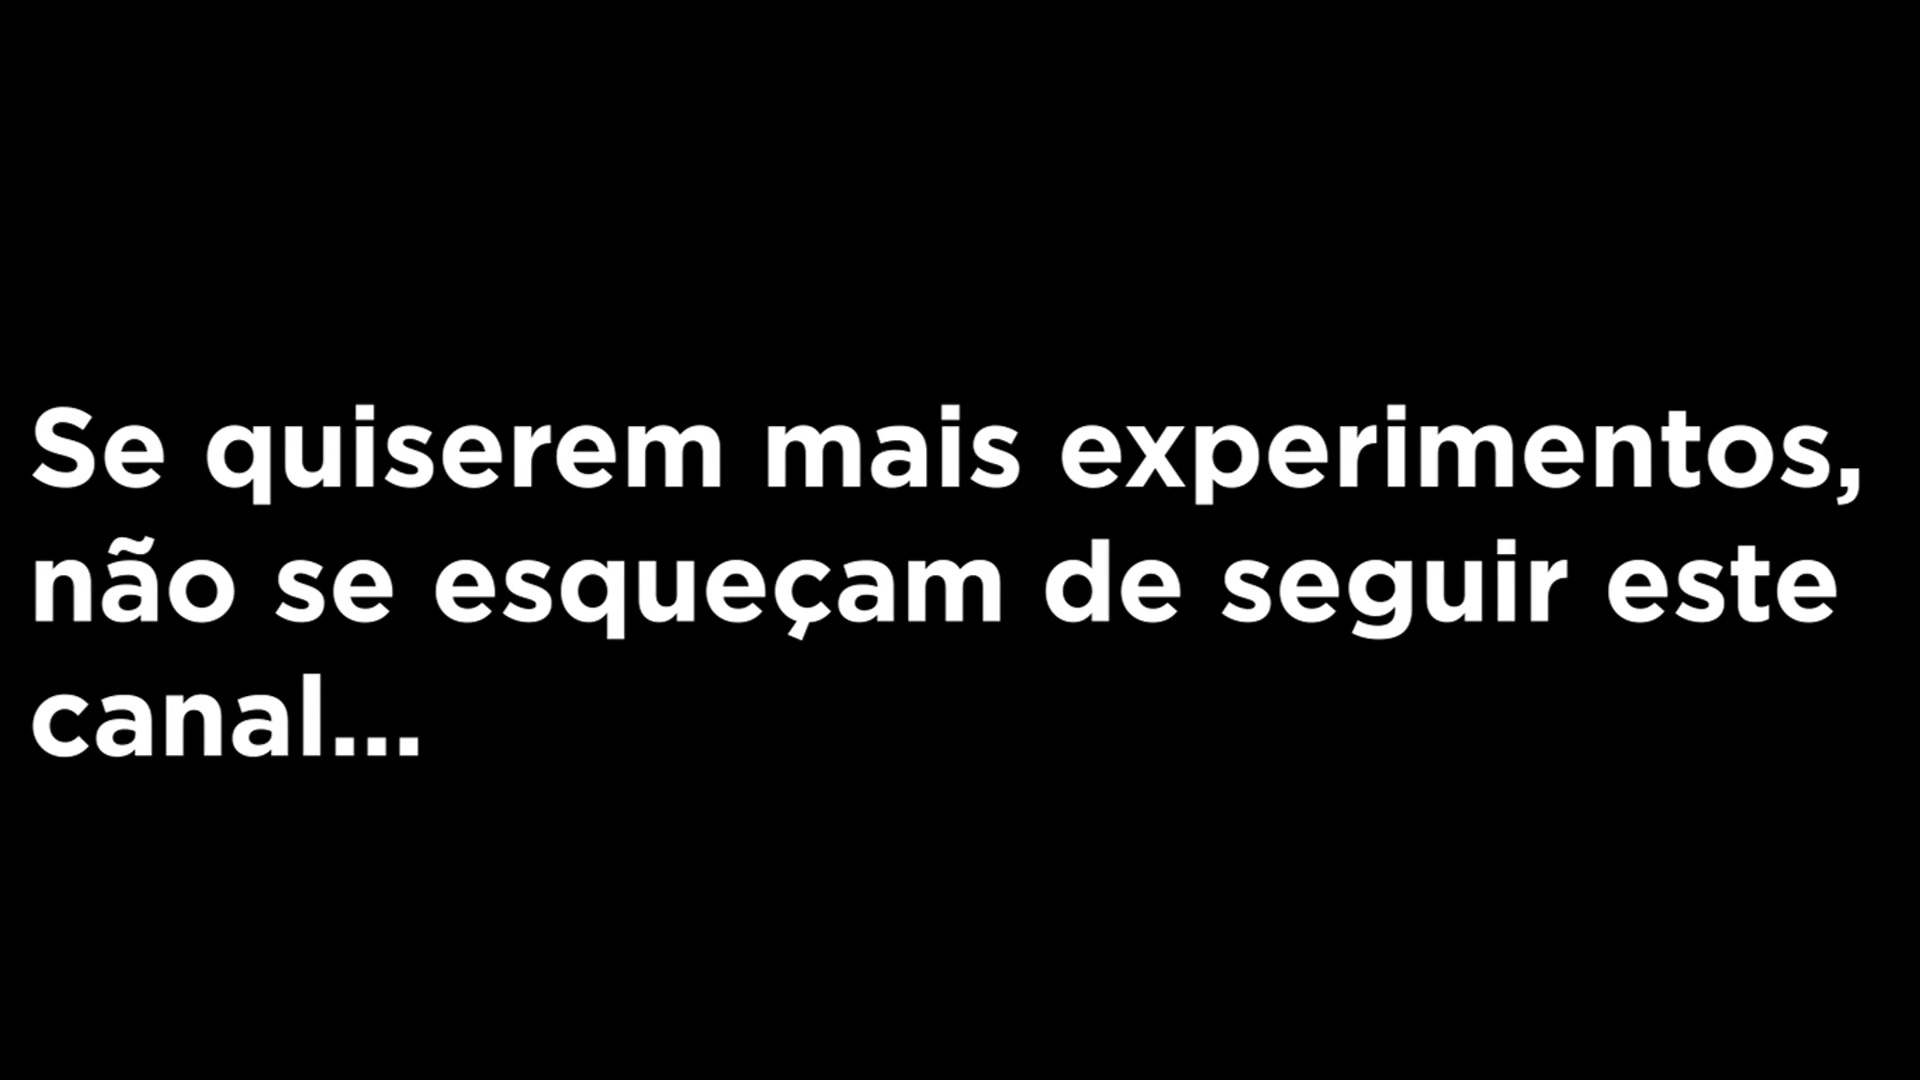 Se quiserem mais experimentos,
não se esqueçam de seguir este
canal...